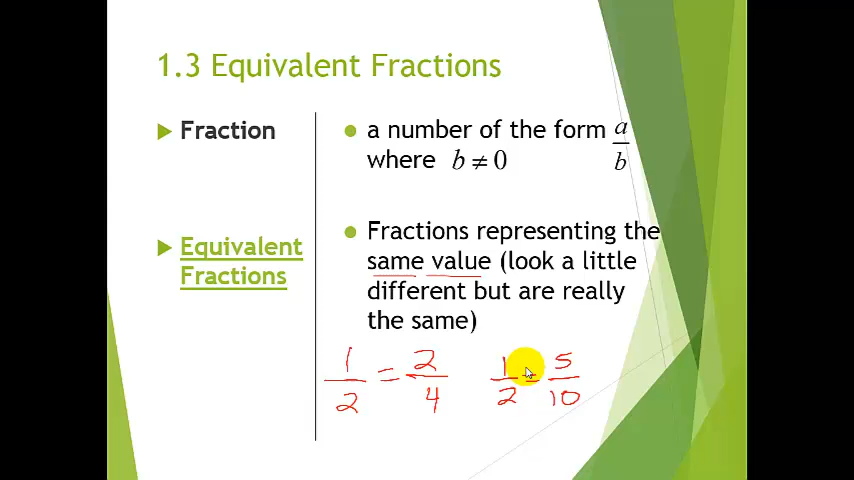 1.3 Equivalent Fractions
Fraction
a number of the form a/b
where b ≠ 0
Equivalent
Fractions
Fractions representing the
same value (look a little
different but are really
the same)
1/2 = 2/4 1/2 = 5/10